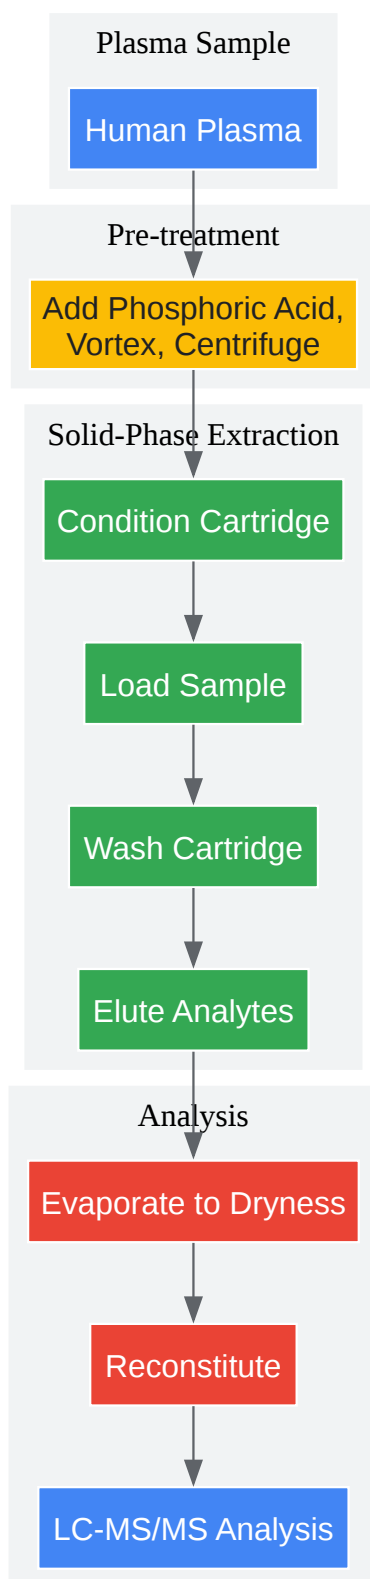 Plasma Sample
Human Plasma
Pre-treatment
Add Phosphoric Acid,
Vortex, Centrifuge
Solid-Phase Extraction
Condition Cartridge
Load Sample
Wash Cartridge
Elute Analytes
Analysis
Evaporate to Dryness
Reconstitute
LC-MS/MS Analysis